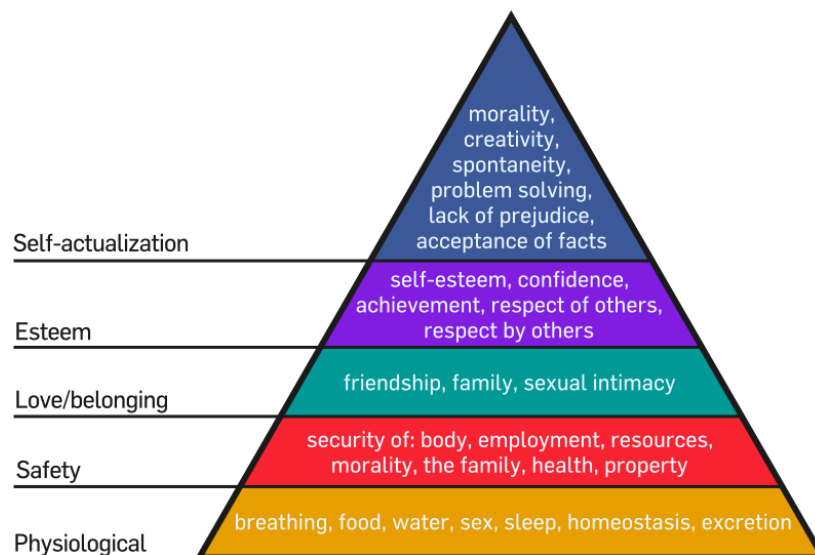 morality,
creativity,
spontaneity,
problem solving,
lack of prejudice,
acceptance of facts
Self-actualization
self-esteem, confidence,
achievement, respect of others,
respect by others
Esteem
friendship, family, sexual intimacy
Love/belonging
security of: body, employment, resources,
morality, the family, health, property
Safety
breathing, food, water, sex, sleep, homeostasis, excretion
Physiological